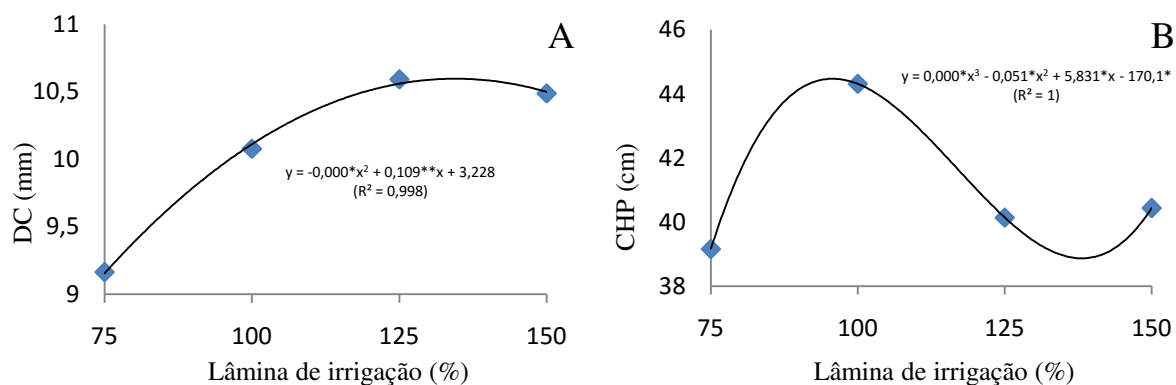 A
DC (mm)
11
10,5
10
9,5
9
y = -0,000*x² + 0,109**x + 3,228
(R² = 0,998)
75
100
125
150
Lâmina de irrigação (%)
B
CHP (cm)
46
44
42
40
38
y = 0,000*x³ - 0,051*x² + 5,831*x - 170,1*
(R² = 1)
75
100
125
150
Lâmina de irrigação (%)